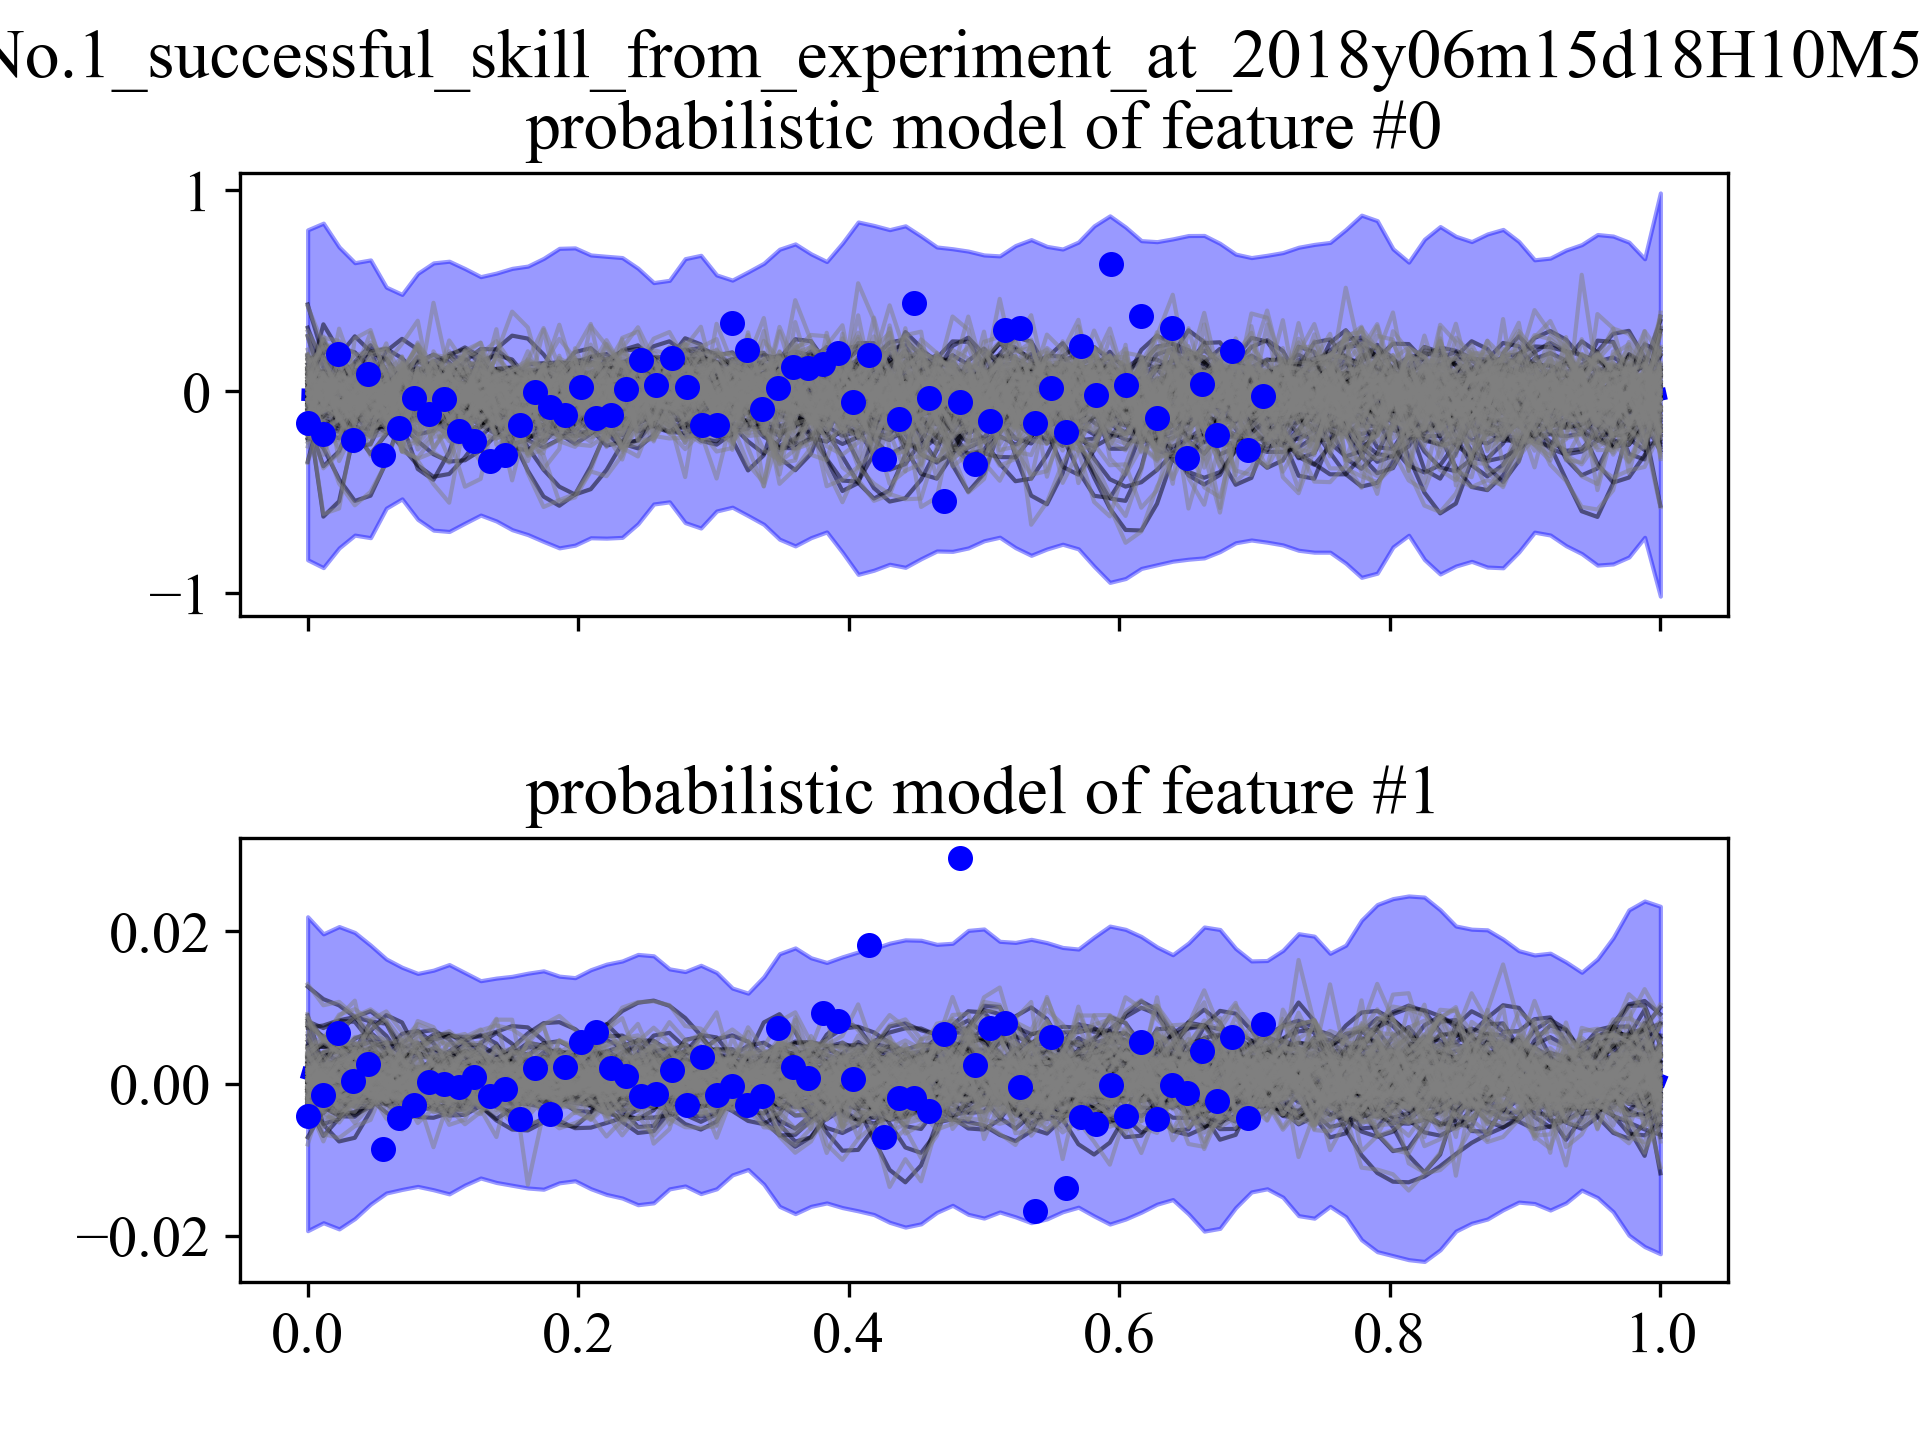 No.1_successful_skill_from_experiment_at_2018y06m15d18H10M5
probabilistic model of feature #0
1
0
−1
probabilistic model of feature #1
0.02
0.00
−0.02
0.0 0.2 0.4 0.6 0.8 1.0